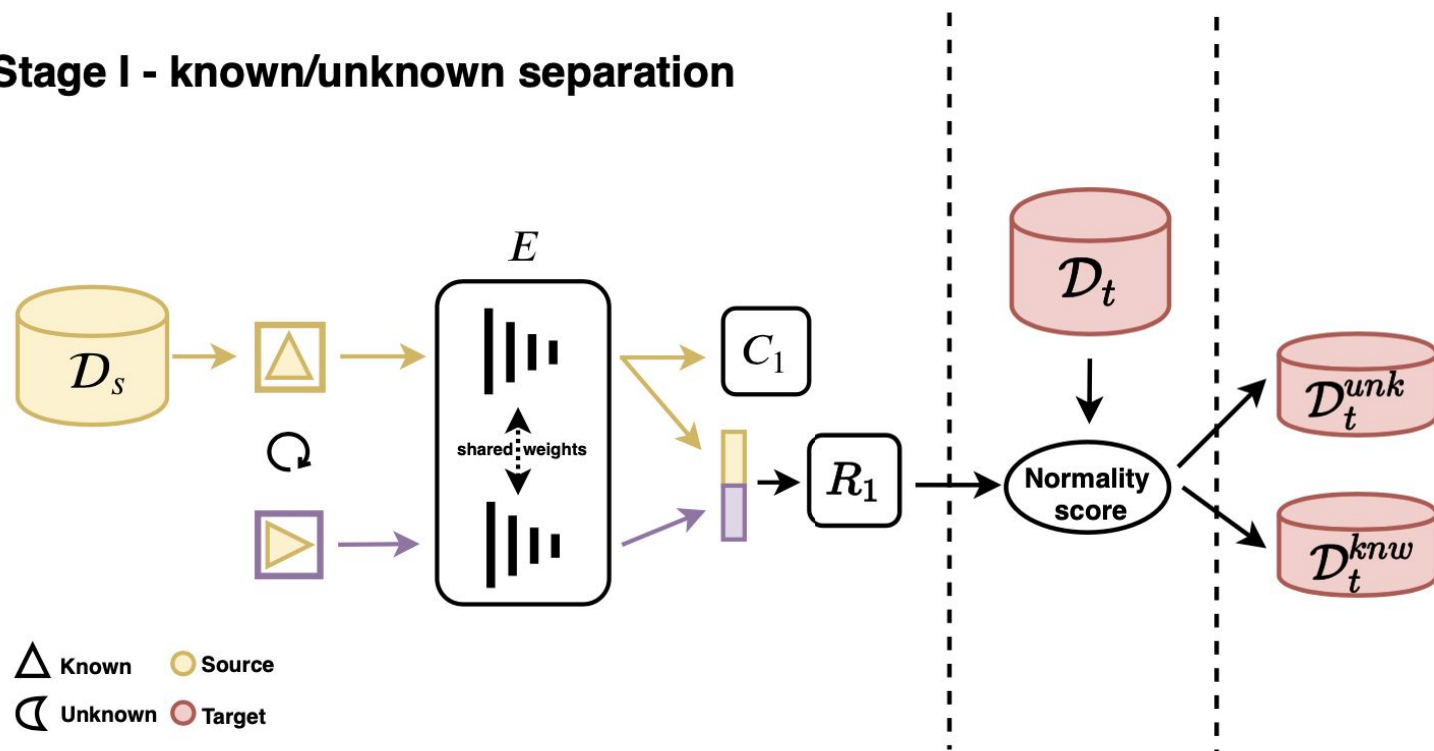 Stage I - known/unknown separation
E
D_s
C_1
shared weights
R_1
D_t
Normality
score
D_t^{unk}
D_t^{knw}
Known
Source
Unknown
Target